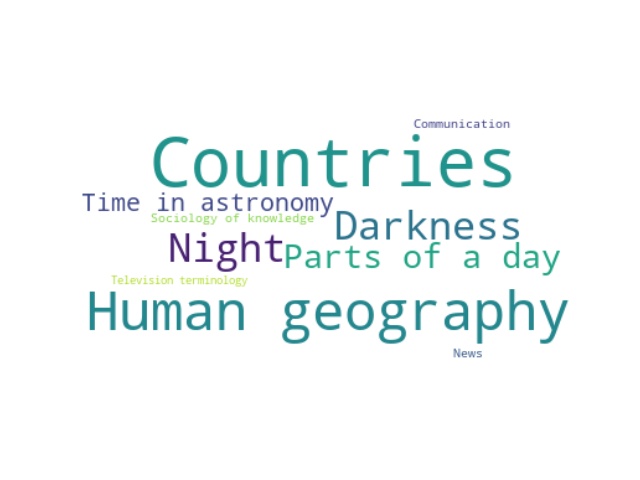 Communication
Countries
Time in astronomy
Sociology of knowledge
Darkness
Night
Parts of a day
Television terminology
Human geography
News